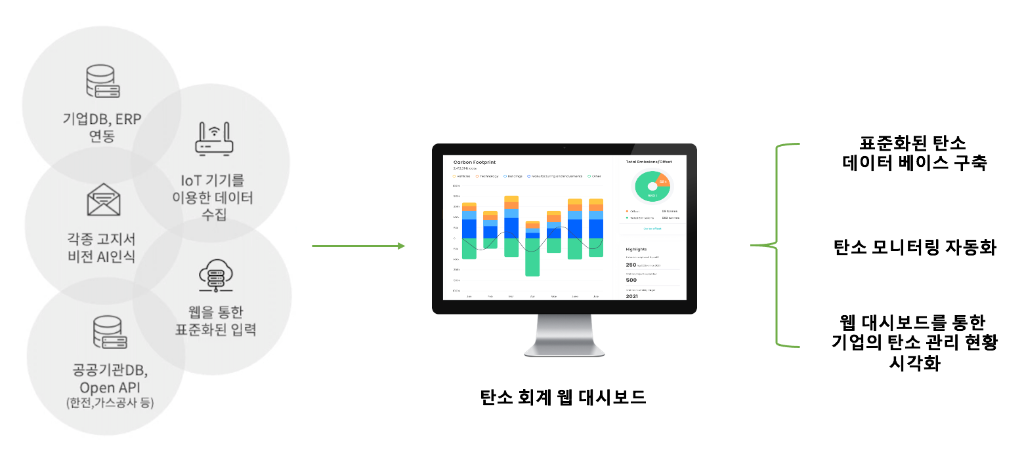 기업DB, ERP
연동
IoT 기기를
이용한 데이터
수집
각종 고지서
비전 AI인식
웹을 통한
표준화된 입력
공공기관DB,
Open API
(한전,가스공사 등)
Carbon Footprint
Total Emissions/Offset
Highlights
200
500
2021
탄소 회계 웹 대시보드
표준화된 탄소
데이터 베이스 구축
탄소 모니터링 자동화
웹 대시보드를 통한
기업의 탄소 관리 현황
시각화